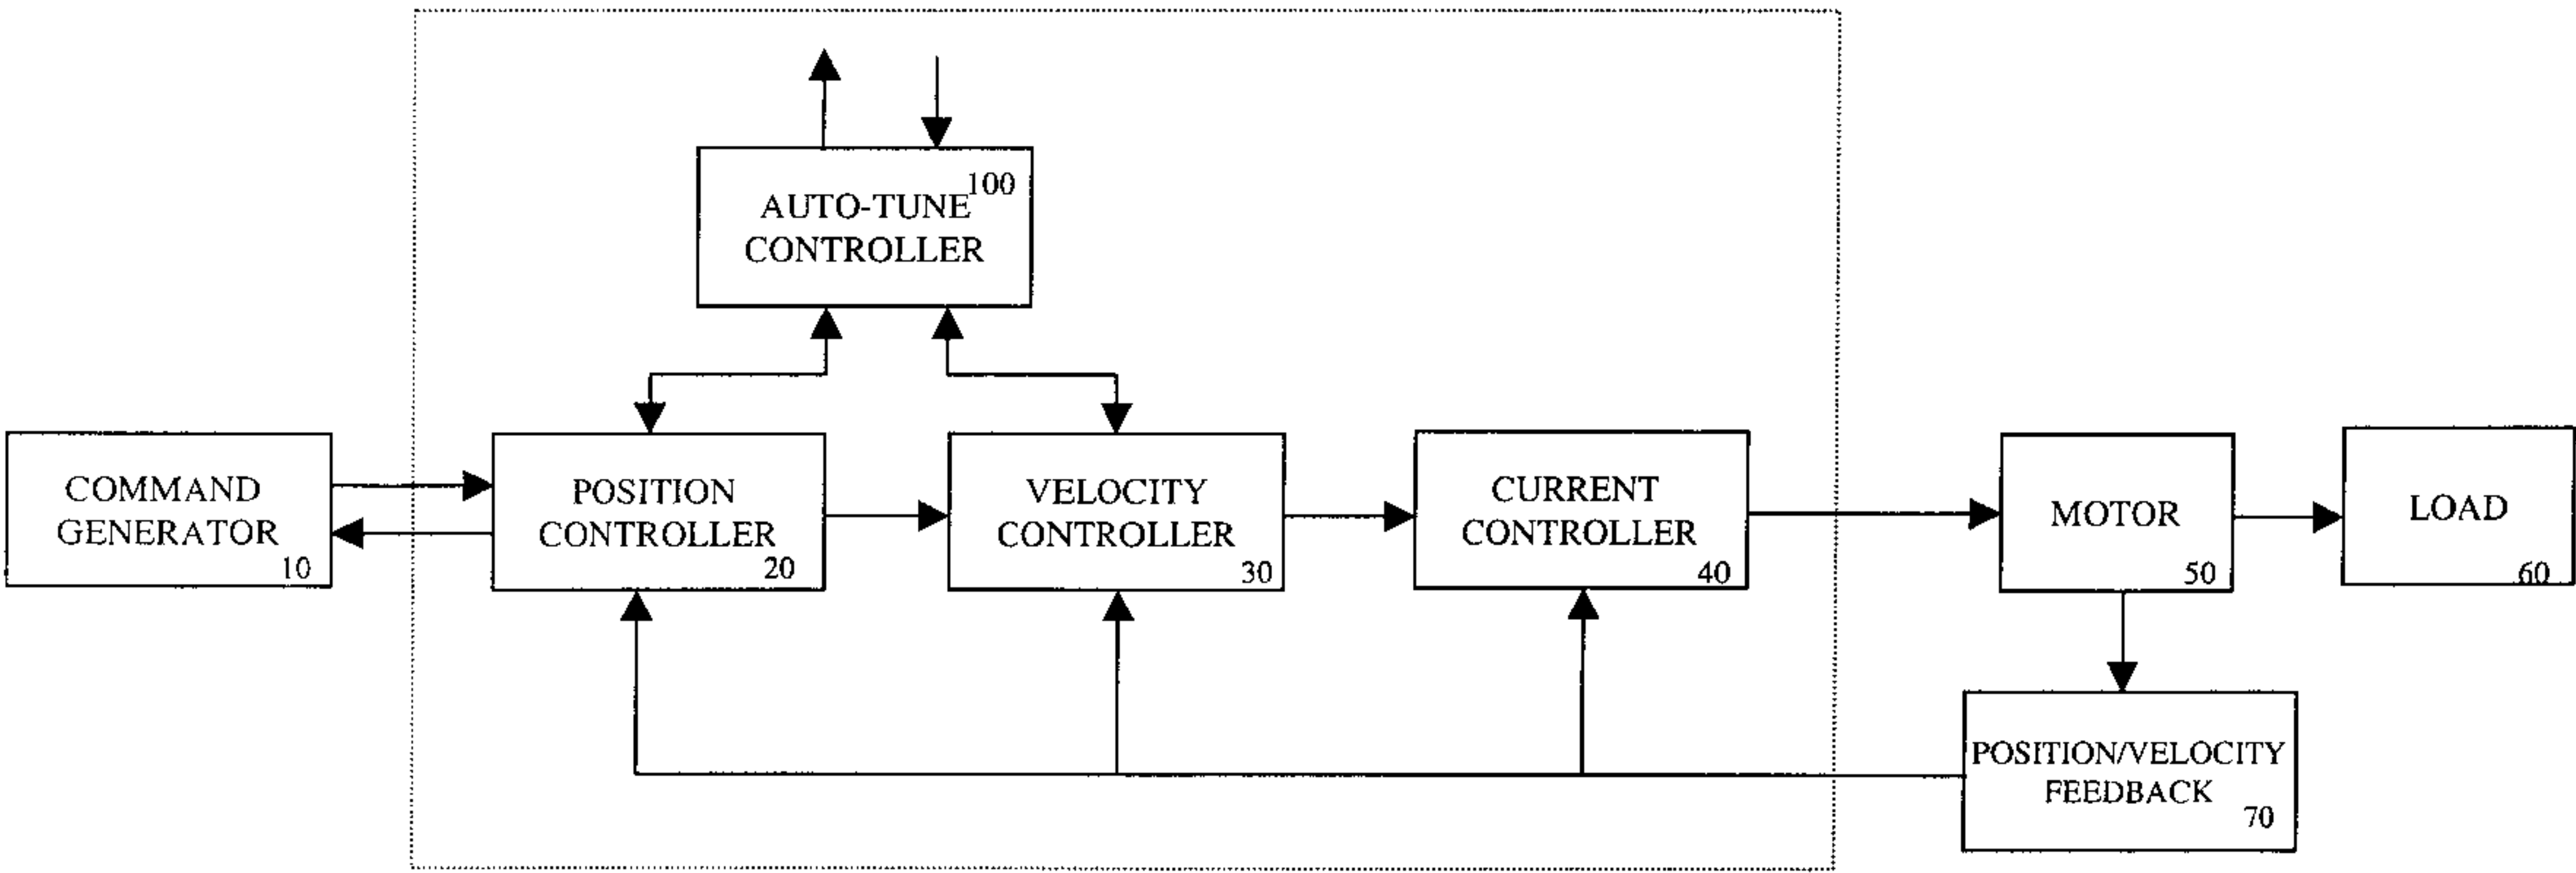 100
AUTO-TUNE
CONTROLLER
COMMAND
GENERATOR
10
POSITION
CONTROLLER
20
VELOCITY
CONTROLLER
30
CURRENT
CONTROLLER
40
MOTOR
50
LOAD
60
POSITION/VELOCITY
FEEDBACK
70